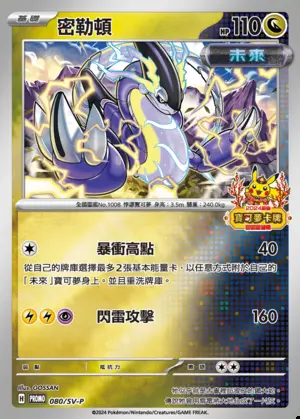 基礎
密勒頓
HP 110
未來
寶可夢卡牌
全國圖鑑No.1008 悖謬寶可夢 身高：3.5m 體重：240.0kg
暴衝高點 40
從自己的牌庫選擇最多2張基本能量卡，以任意方式附於自己的
「未來」寶可夢身上。並且重洗牌庫。
閃雷攻擊 160
弱點 抵抗力 撤退
Illus. GOSSAN
H PROMO 080/SV-P
©2024 Pokémon/Nintendo/Creatures/GAME FREAK.